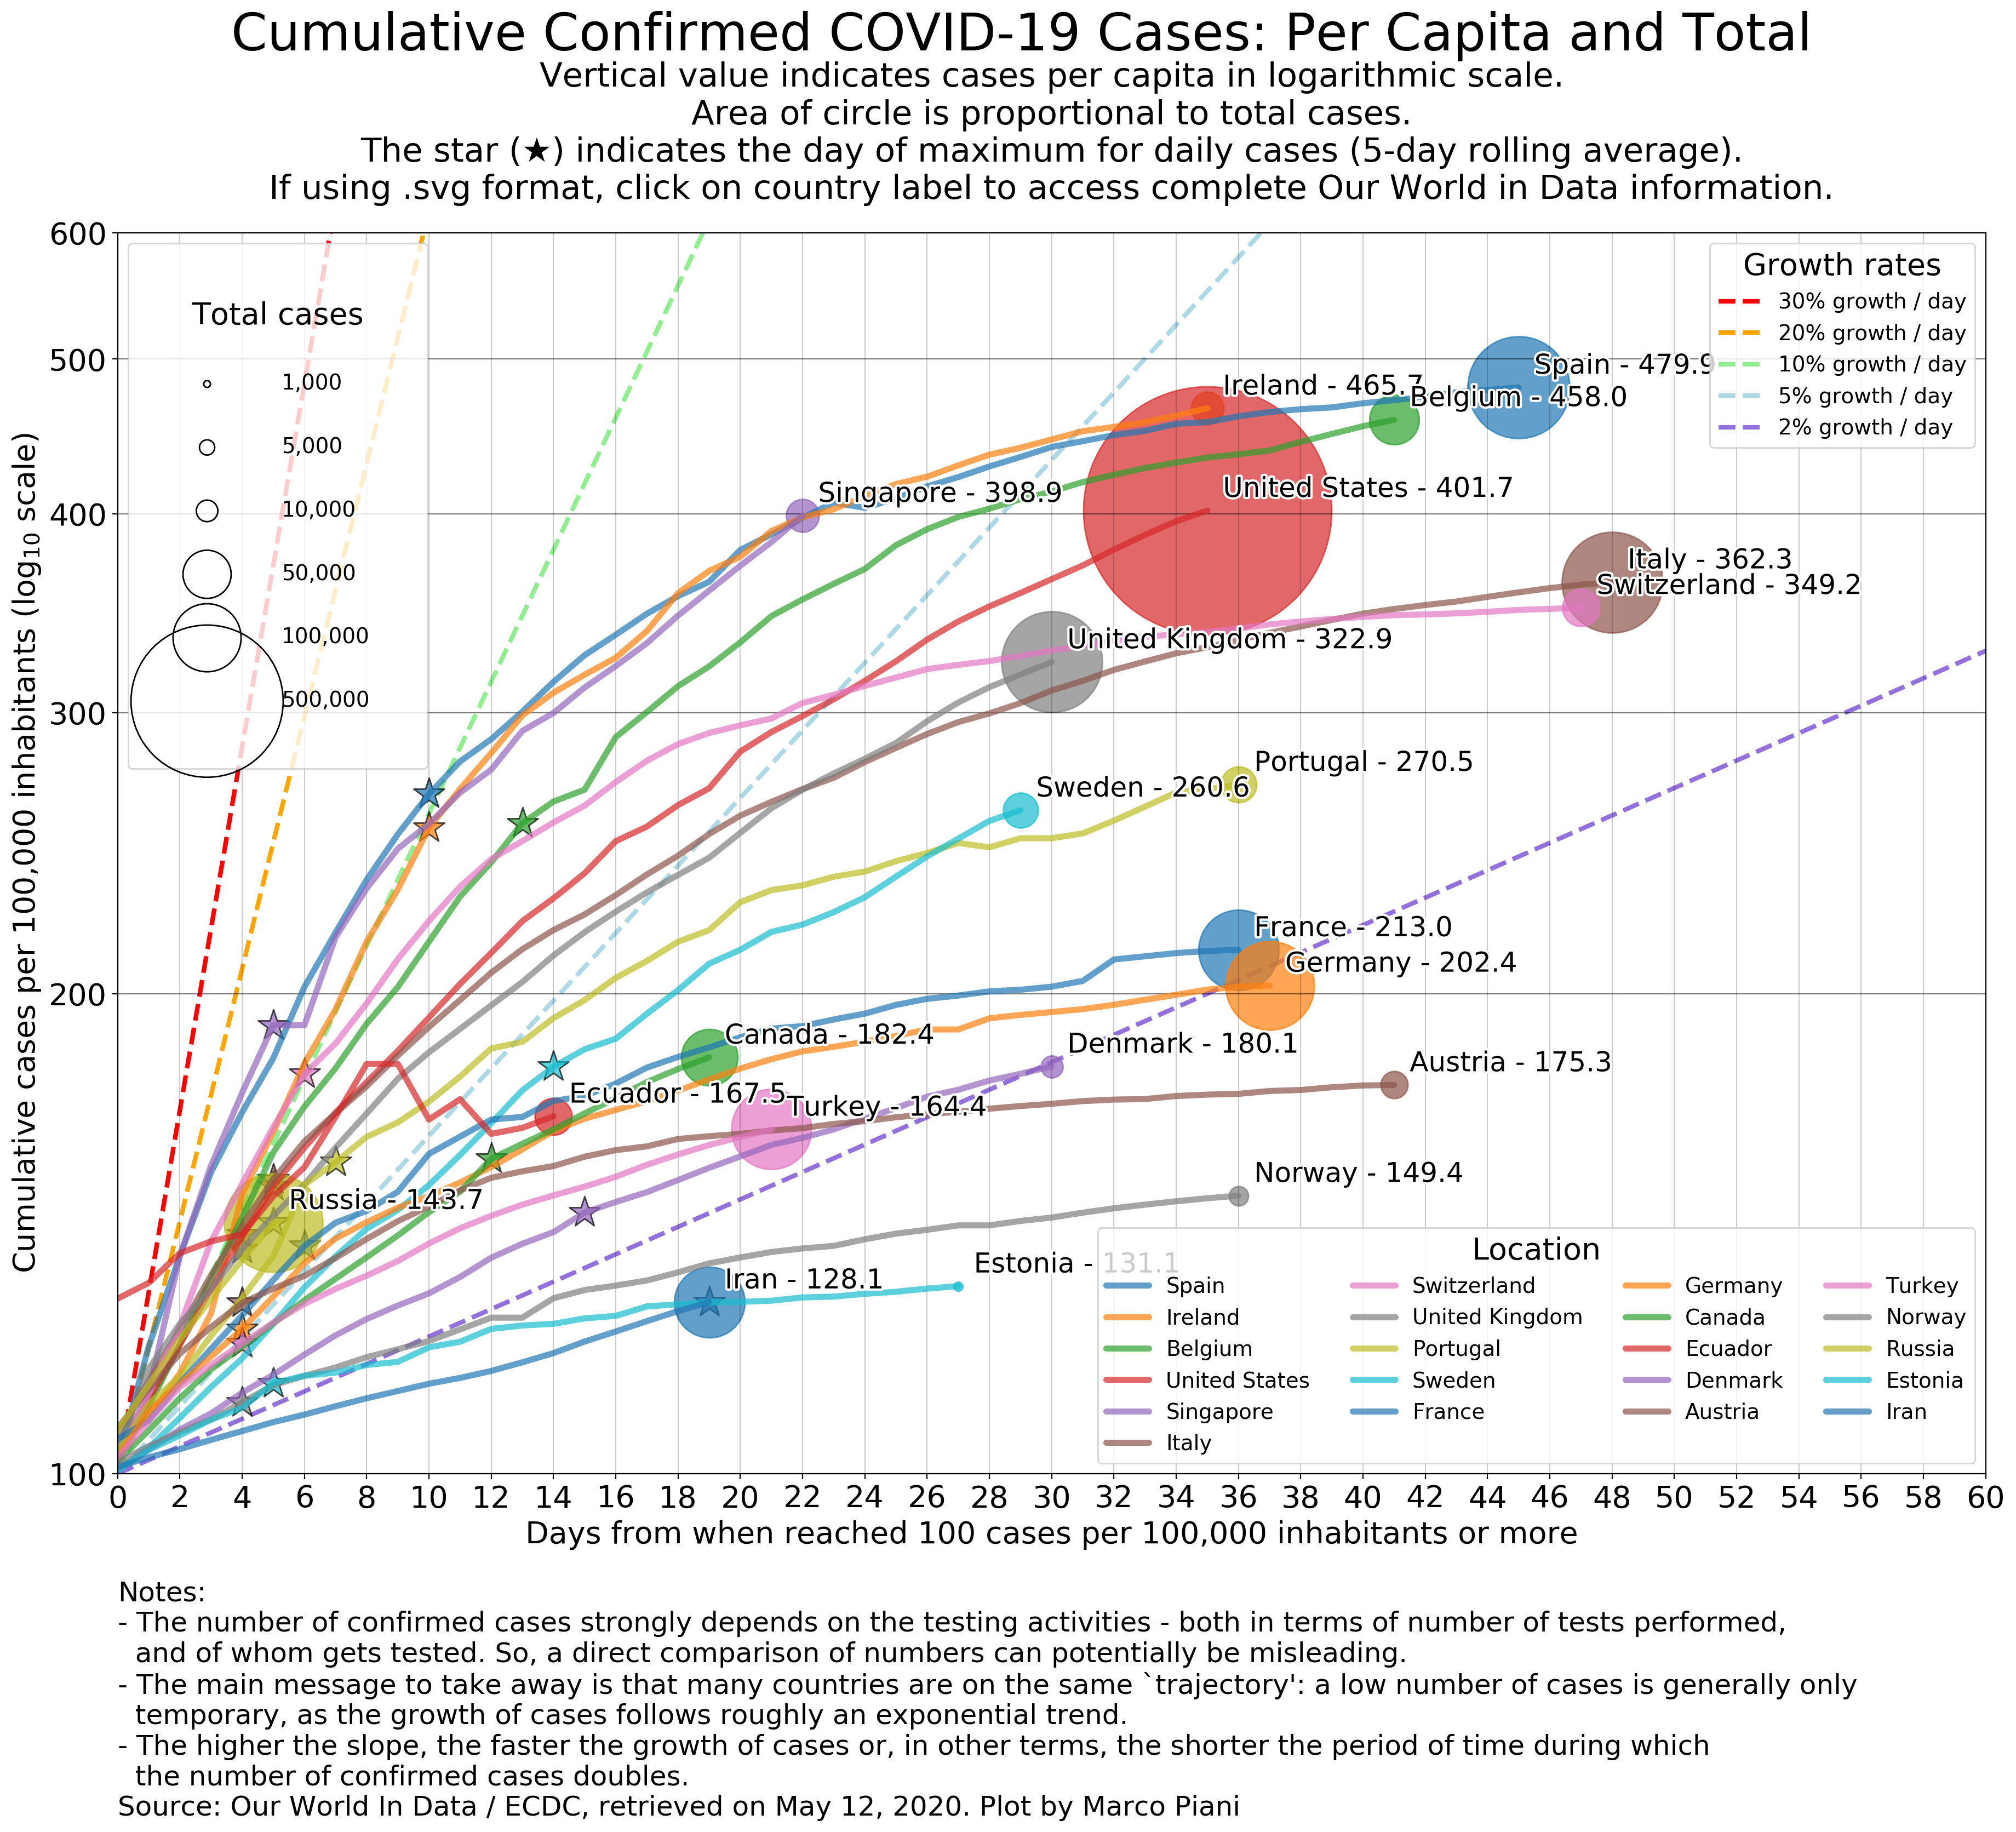 Cumulative Confirmed COVID-19 Cases: Per Capita and Total
Vertical value indicates cases per capita in logarithmic scale.
Area of circle is proportional to total cases.
The star (★) indicates the day of maximum for daily cases (5-day rolling average).
If using .svg format, click on country label to access complete Our World in Data information.
Cumulative cases per 100,000 inhabitants (log₁₀ scale)
600
500
400
300
200
100
Total cases
1,000
5,000
10,000
50,000
100,000
500,000
Growth rates
30% growth / day
20% growth / day
10% growth / day
5% growth / day
2% growth / day
Spain - 479.9
Ireland - 465.7
Belgium - 458.0
United States - 401.7
Singapore - 398.9
Italy - 362.3
Switzerland - 349.2
United Kingdom - 322.9
Portugal - 270.5
Sweden - 260.6
France - 213.0
Germany - 202.4
Canada - 182.4
Denmark - 180.1
Austria - 175.3
Ecuador - 167.5
Turkey - 164.4
Norway - 149.4
Russia - 143.7
Estonia - 131.1
Iran - 128.1
Location
Spain
Ireland
Belgium
United States
Singapore
Italy
Switzerland
United Kingdom
Portugal
Sweden
France
Germany
Canada
Ecuador
Denmark
Austria
Turkey
Norway
Russia
Estonia
Iran
0 2 4 6 8 10 12 14 16 18 20 22 24 26 28 30 32 34 36 38 40 42 44 46 48 50 52 54 56 58 60
Days from when reached 100 cases per 100,000 inhabitants or more
Notes:
- The number of confirmed cases strongly depends on the testing activities - both in terms of number of tests performed,
and of whom gets tested. So, a direct comparison of numbers can potentially be misleading.
- The main message to take away is that many countries are on the same `trajectory': a low number of cases is generally only
temporary, as the growth of cases follows roughly an exponential trend.
- The higher the slope, the faster the growth of cases or, in other terms, the shorter the period of time during which
the number of confirmed cases doubles.
Source: Our World In Data / ECDC, retrieved on May 12, 2020. Plot by Marco Piani